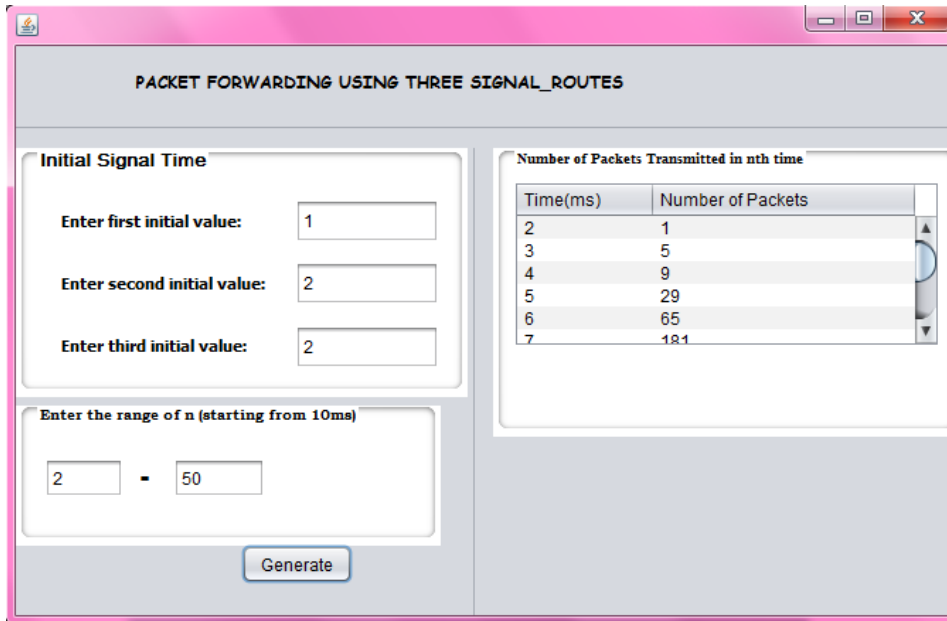 PACKET FORWARDING USING THREE SIGNAL_ROUTES
Initial Signal Time
Enter first initial value: 1
Enter second initial value: 2
Enter third initial value: 2
Enter the range of n (starting from 10ms)
2 - 50
Generate
Number of Packets Transmitted in nth time
Time(ms) Number of Packets
2 1
3 5
4 9
5 29
6 65
7 181